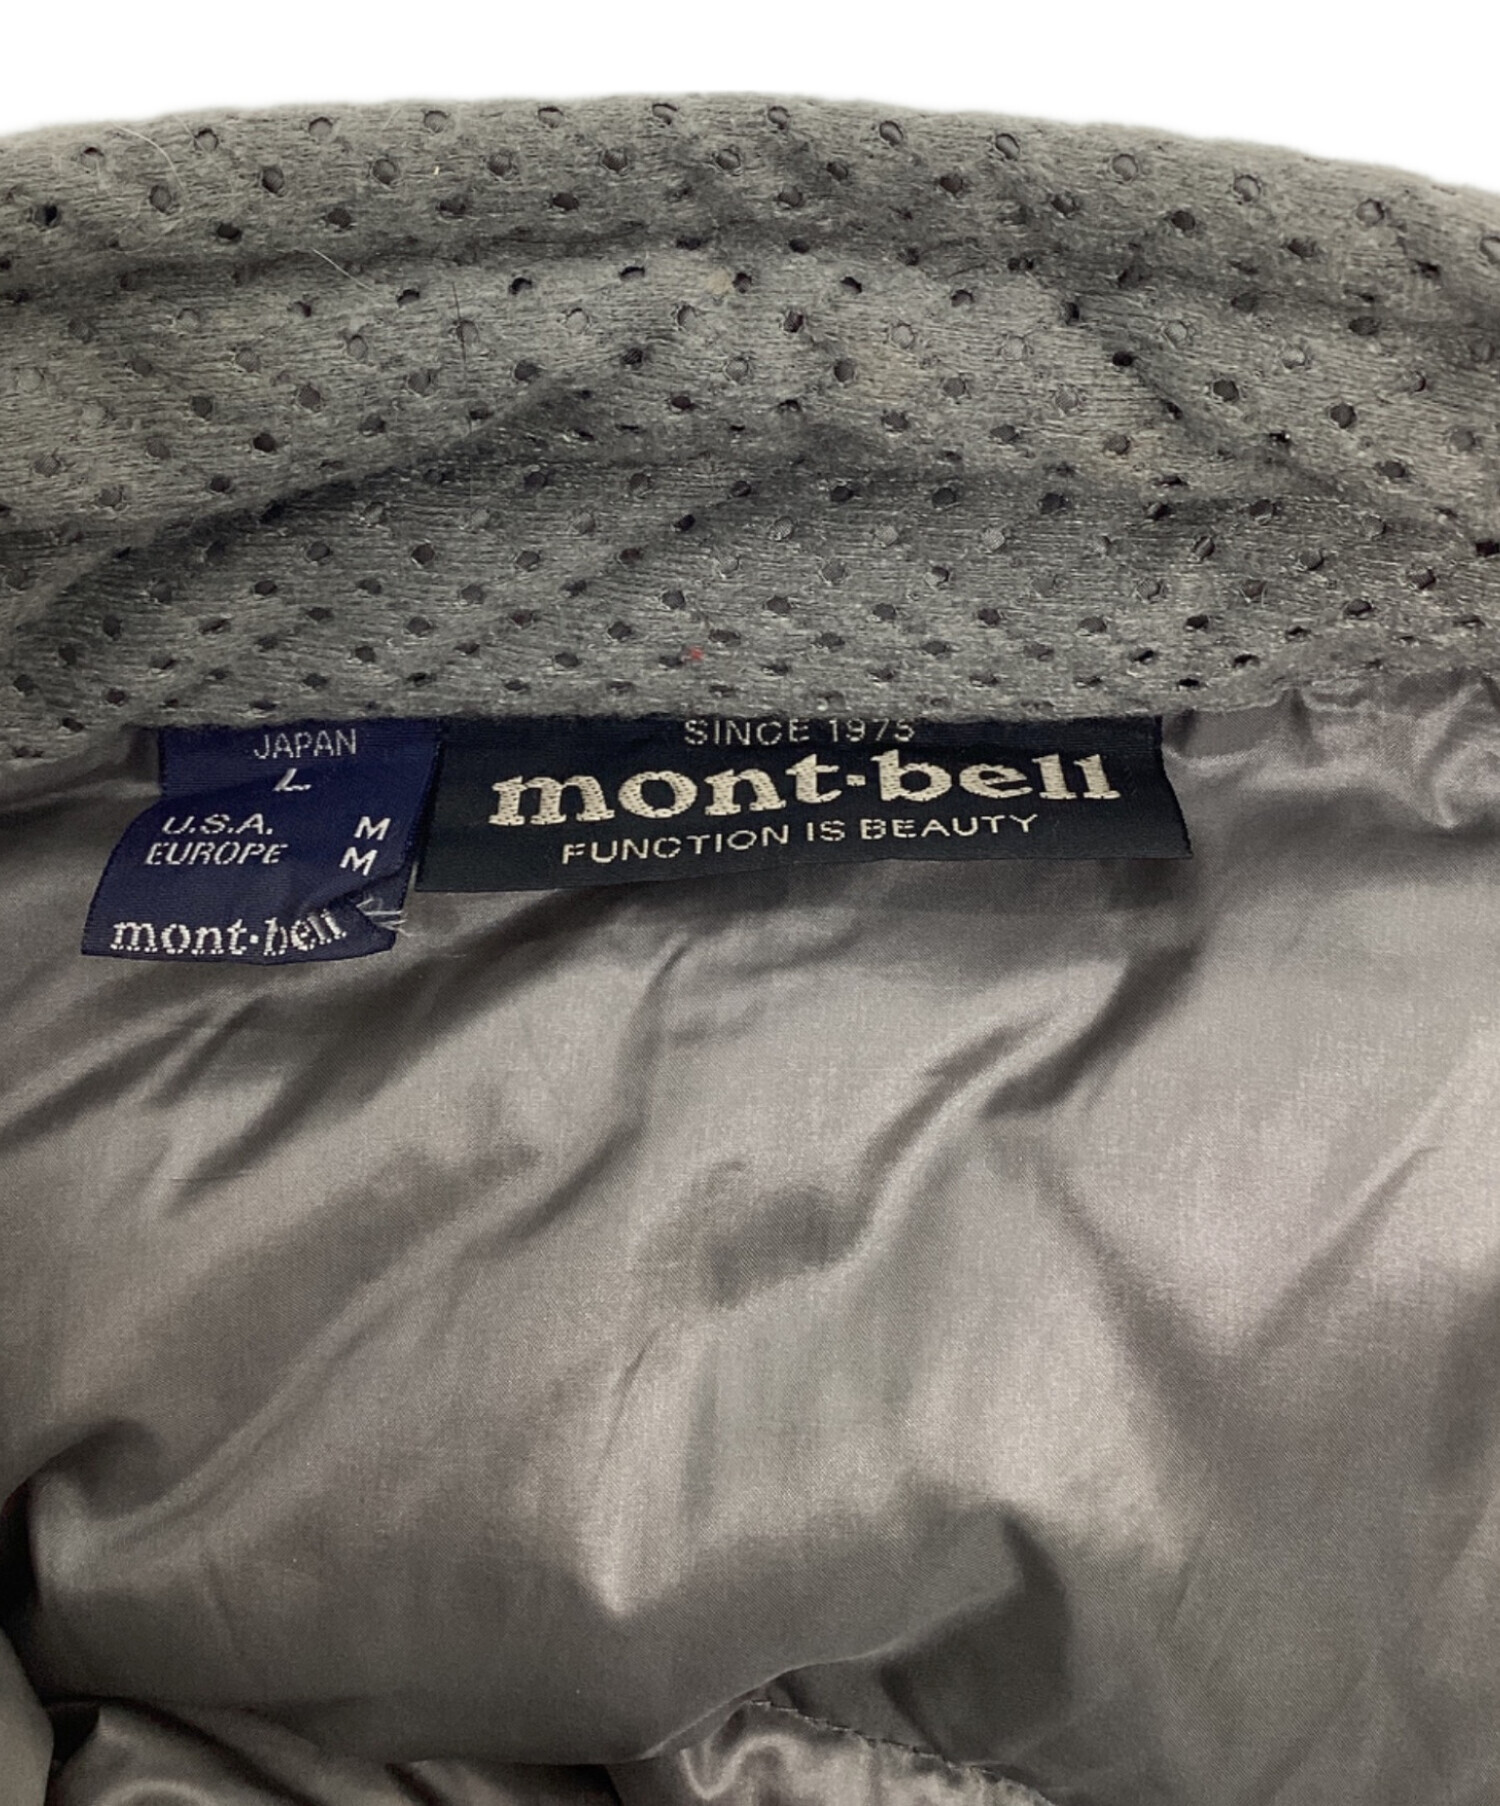 JAPAN
L
U.S.A. M
EUROPE M
mont·bell
SINCE 1975
mont·bell
FUNCTION IS BEAUTY